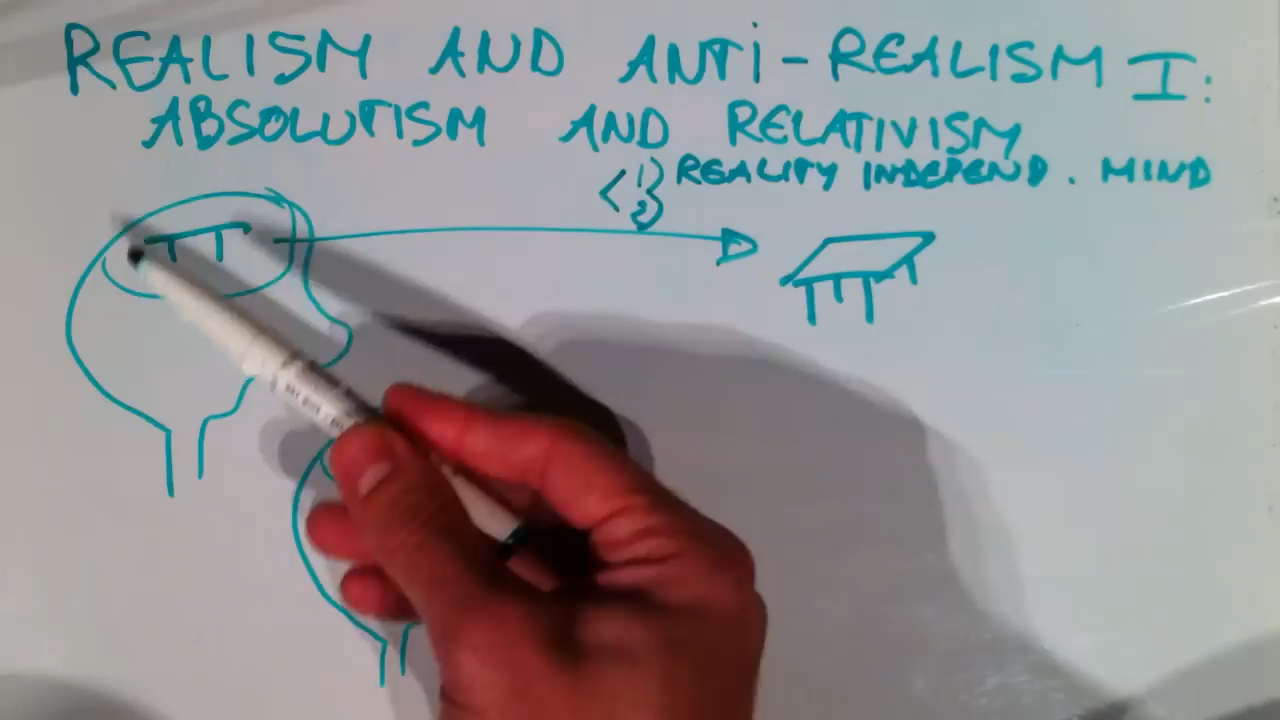 REALISM AND ANTi-REALISM I:
ABSOLUTISM AND RELATIVISM
1) REALITY INDEPEND. MIND
2)